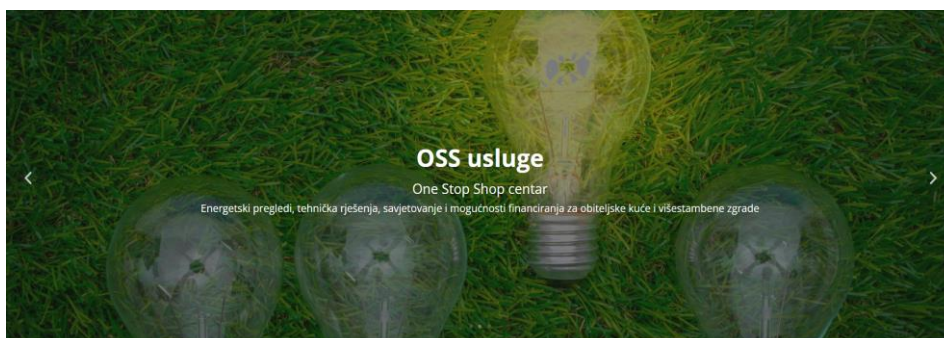 OSS usluge
One Stop Shop centar
Energetski pregledi, tehnička rješenja, savjetovanje i mogućnosti financiranja za obiteljske kuće i višestambene zgrade